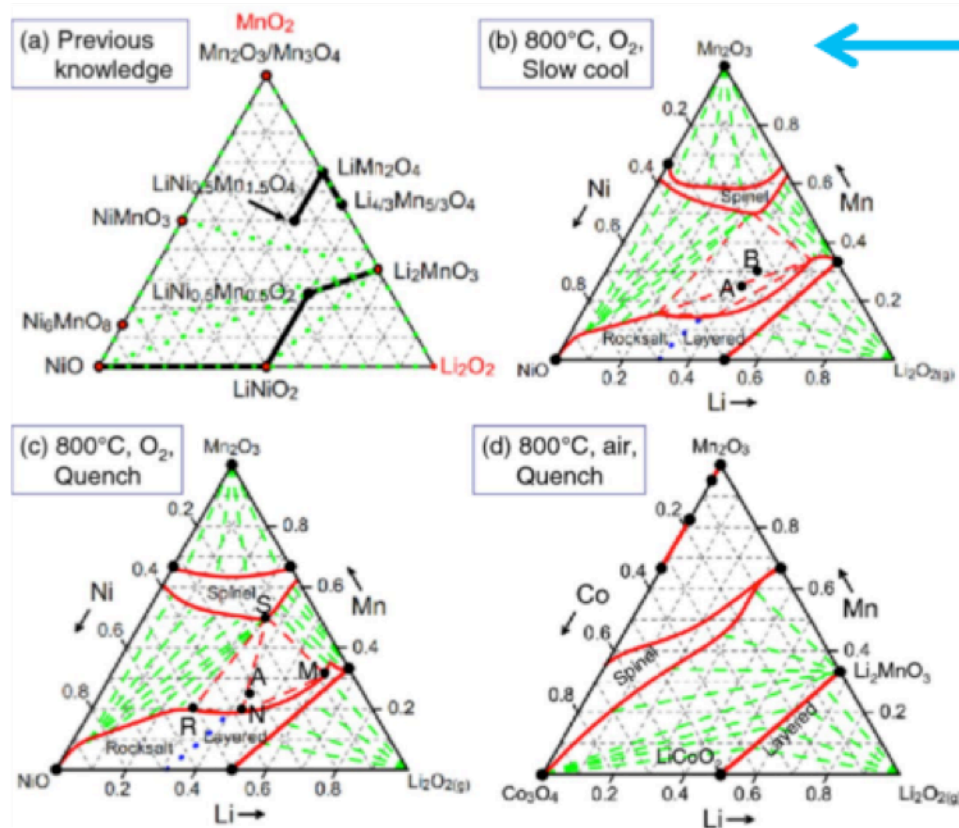 (a) Previous
knowledge
MnO₂
Mn₂O₃/Mn₃O₄
LiMn₂O₄
LiNi₀.₅Mn₁.₅O₄
Li₄/₃Mn₅/₃O₄
NiMnO₃
Li₂MnO₃
LiNi₀.₅Mn₀.₅O₂
Ni₆MnO₈
NiO
LiNiO₂
Li₂O₂
(b) 800°C, O₂,
Slow cool
Mn₂O₃
0.2
0.8
0.4
0.6
Ni
Spinel
Mn
0.6
0.4
B
A
0.8
0.2
Rocksalt
Layered
NiO
0.2
0.4
0.6
0.8
Li₂O₂(g)
Li→
(c) 800°C, O₂,
Quench
Mn₂O₃
0.2
0.8
0.4
0.6
Ni
Spinel
S
Mn
0.6
0.4
M
A
0.8
0.2
R
N
Rocksalt
Layered
NiO
0.2
0.4
0.6
0.8
Li₂O₂(g)
Li→
(d) 800°C, air,
Quench
Mn₂O₃
0.2
0.8
0.4
0.6
Co
Mn
0.6
0.4
Spinel
Li₂MnO₃
0.8
0.2
LiCoO₂
Layered
Co₃O₄
0.2
0.4
0.6
0.8
Li₂O₂(g)
Li→